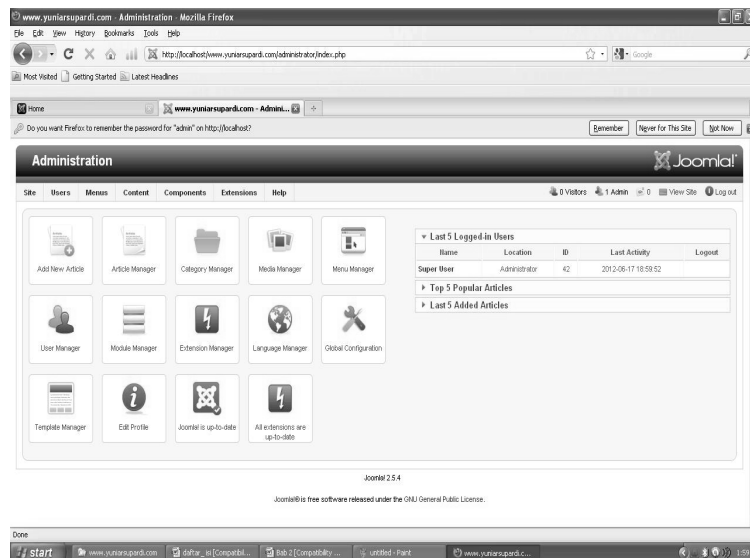 www.yuniarsupardi.com - Administration - Mozilla Firefox
File Edit View History Bookmarks Tools Help
http://localhost/www.yuniarsupardi.com/administrator/index.php
Google
Most Visited Getting Started Latest Headlines
Home www.yuniarsupardi.com - Admini...
Do you want Firefox to remember the password for "admin" on http://localhost? Remember Never for This Site Not Now
Administration Joomla!
Site Users Menus Content Components Extensions Help 0 Visitors 1 Admin 0 View Site Log out
Add New Article Article Manager Category Manager Media Manager Menu Manager
User Manager Module Manager Extension Manager Language Manager Global Configuration
Template Manager Edit Profile Joomla! is up-to-date All extensions are
up-to-date
Last 5 Logged-in Users
Name Location ID Last Activity Logout
Super User Administrator 42 2012-06-17 18:59:52
Top 5 Popular Articles
Last 5 Added Articles
Joomla! 2.5.4
Joomla!® is free software released under the GNU General Public License.
Done
start www.yuniarsupardi.com daftar_isi [Compatibil... Bab 2 [Compatibility ... untitled - Paint www.yuniarsupardi.c... 1:59